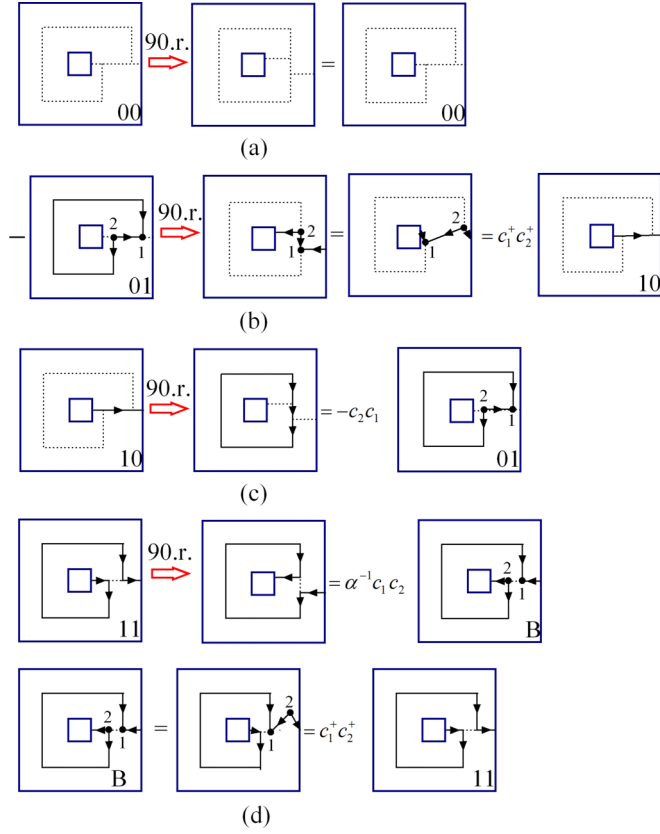 90.r.
=
00
00
(a)
90.r.
−
2
1
2
1
=
2
1
= c₁⁺c₂⁺
01
10
(b)
90.r.
2
1
= −c₂c₁
10
01
(c)
90.r.
2
1
= α⁻¹c₁c₂
11
B
2
1
=
2
1
= c₁⁺c₂⁺
B
11
(d)